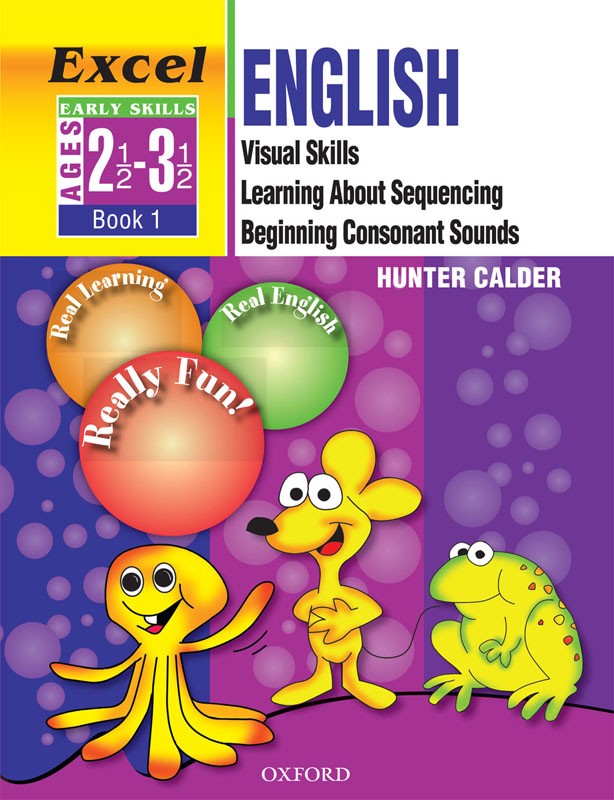 Excel
EARLY SKILLS
AGES
2½-3½
Book 1
ENGLISH
Visual Skills
Learning About Sequencing
Beginning Consonant Sounds
HUNTER CALDER
Real Learning
Real English
Really Fun!
OXFORD